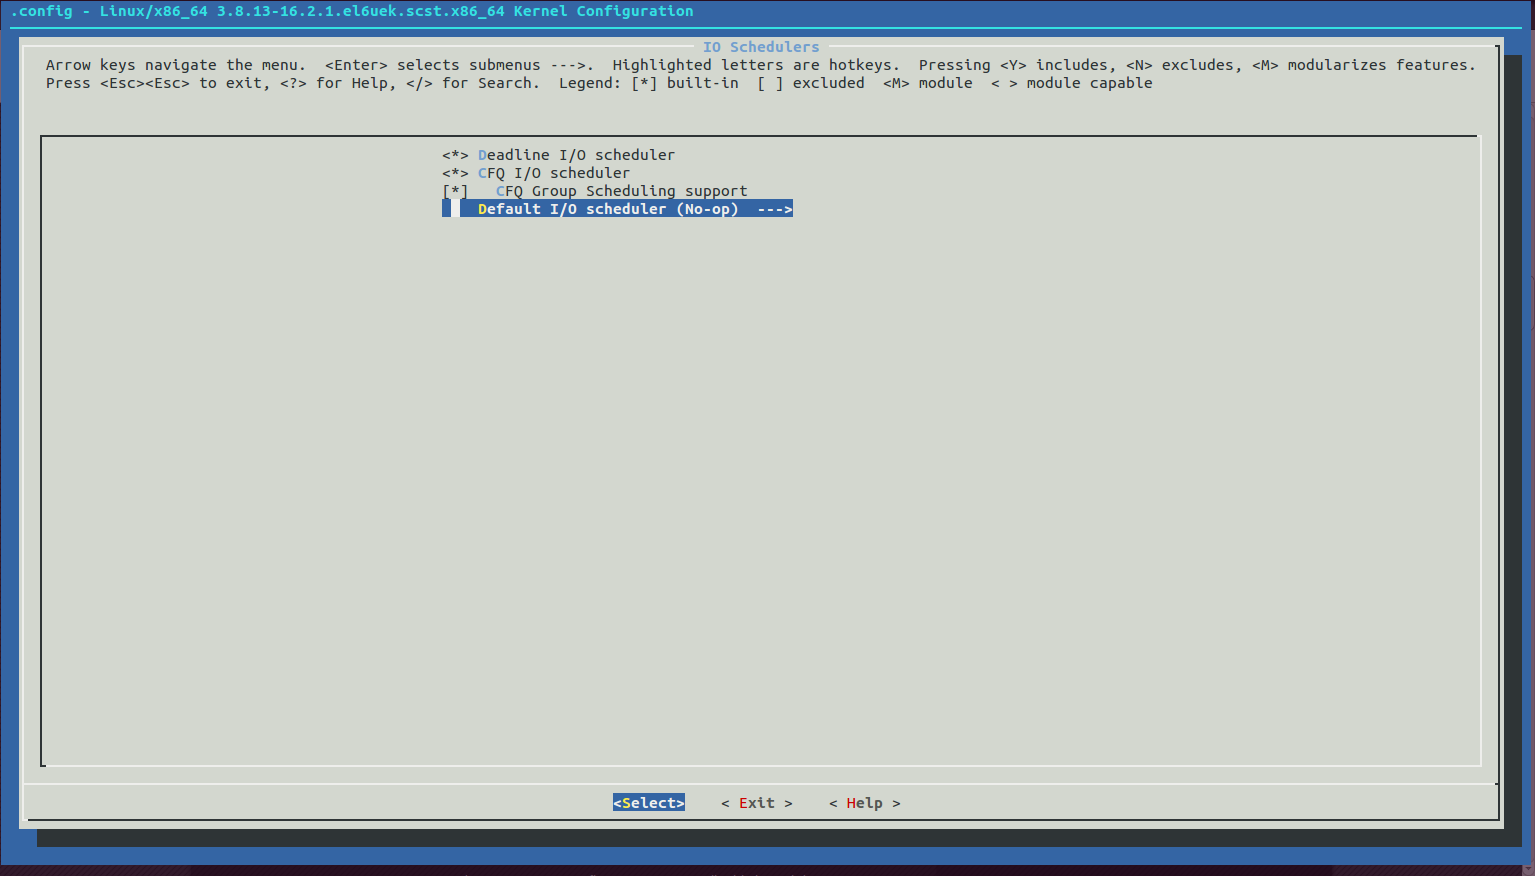 .config - Linux/x86_64 3.8.13-16.2.1.el6uek.scst.x86_64 Kernel Configuration
IO Schedulers
Arrow keys navigate the menu.  <Enter> selects submenus --->.  Highlighted letters are hotkeys.  Pressing <Y> includes, <N> excludes, <M> modularizes features.
Press <Esc><Esc> to exit, <?> for Help, </> for Search.  Legend: [*] built-in  [ ] excluded  <M> module  < > module capable
<*> Deadline I/O scheduler
<*> CFQ I/O scheduler
[*]   CFQ Group Scheduling support
Default I/O scheduler (No-op)  --->
<Select>    < Exit >    < Help >